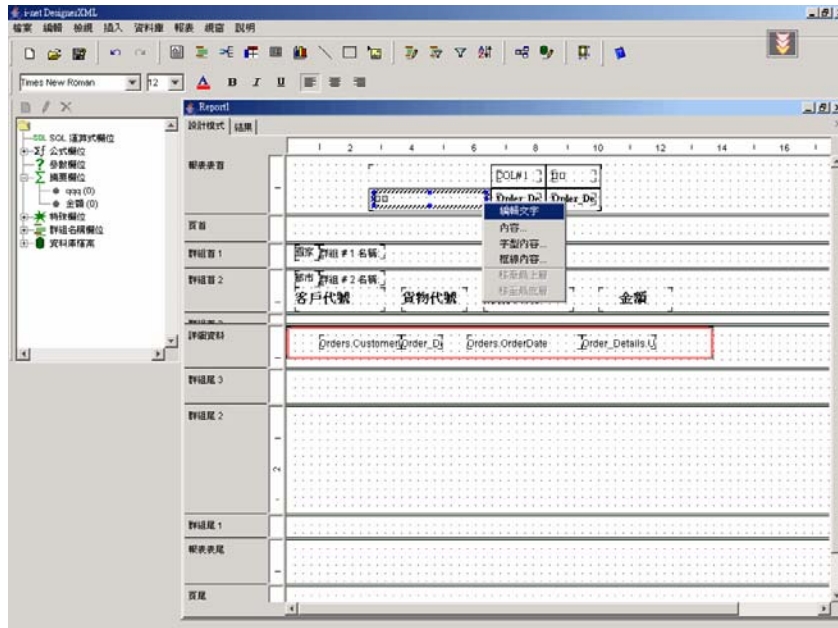 i-net DesignerXML
檔案 編輯 檢視 插入 資料庫 報表 視窗 說明
Times New Roman 12 A B I U
Report1
設計模式 結果
SQL SQL 運算式欄位
Σf 公式欄位
? 參數欄位
Σ 摘要欄位
qqq (0)
金額 (0)
特殊欄位
群組名稱欄位
資料庫檔案
2 4 6 8 10 12 14 16
報表表首
COL#1
Order_De Order_De
頁首
群組首 1
國家 群組 #1 名稱
群組首 2
都市 群組 #2 名稱
客戶代號 貨物代號 金額
編輯文字
內容...
字型內容...
框線內容...
移至最上層
移至最底層
詳細資料
Orders.Customer Order_D Orders.OrderDate Order_Details.U
群組尾 3
群組尾 2
2
群組尾 1
報表表尾
頁尾